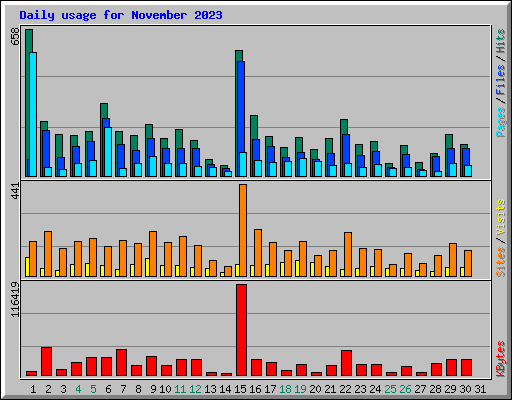 Daily usage for November 2023
658
Pages / Files / Hits
441
Sites / Visits
116419
KBytes
1 2 3 4 5 6 7 8 9 10 11 12 13 14 15 16 17 18 19 20 21 22 23 24 25 26 27 28 29 30 31